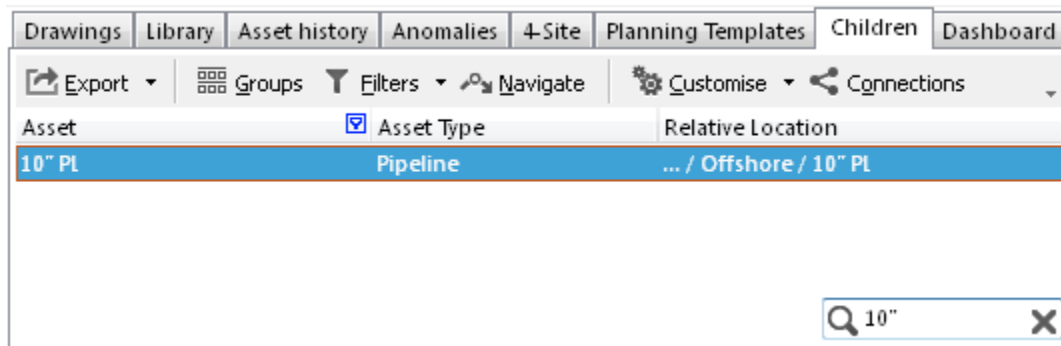 Drawings Library Asset history Anomalies 4-Site Planning Templates Children Dashboard
Export Groups Filters Navigate Customise Connections
Asset Asset Type Relative Location
10" PL Pipeline ... / Offshore / 10" PL
10"